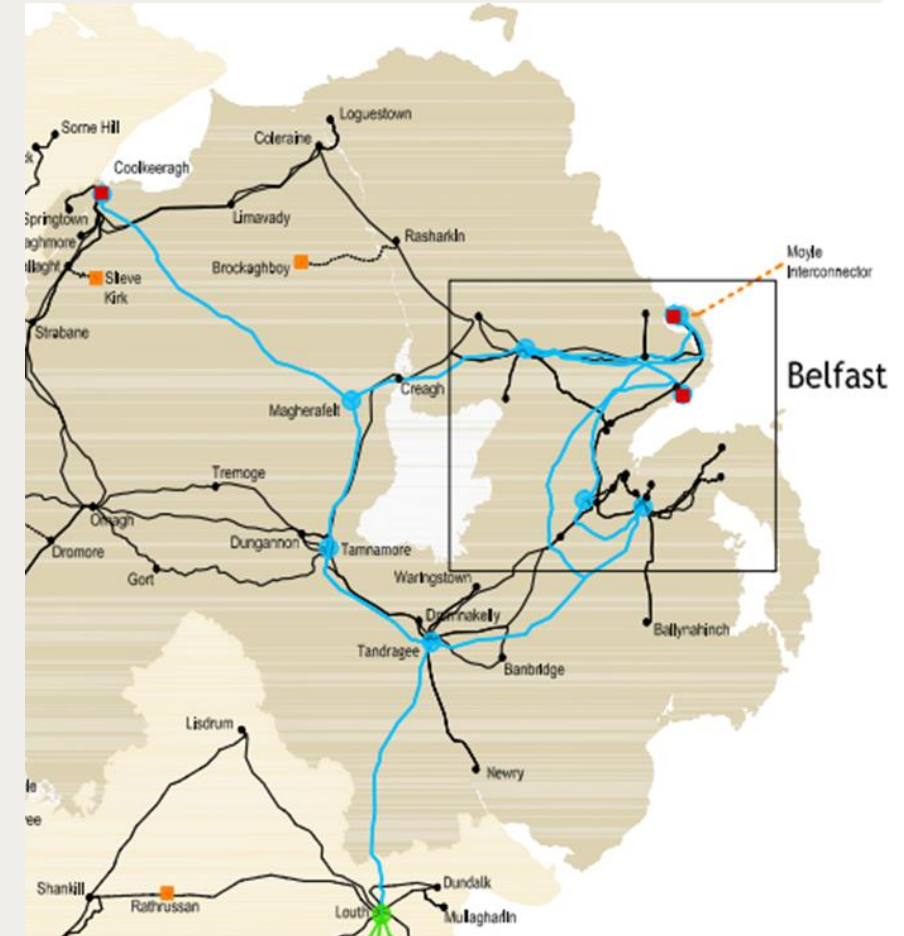 Loguestown
Sorne Hill
Coleraine
Coolkeeragh
Springtown
Limavady
Rasharkin
Moyle
Interconnector
Brockaghboy
Slieve
Kirk
Strabane
Belfast
Creagh
Magherafelt
Tremoge
Omagh
Dungannon
Tamnamore
Dromore
Gort
Waringstown
Drumnakelly
Ballynahinch
Tandragee
Banbridge
Lisdrum
Newry
Shankill
Rathrussan
Dundalk
Louth
Mullagharlin